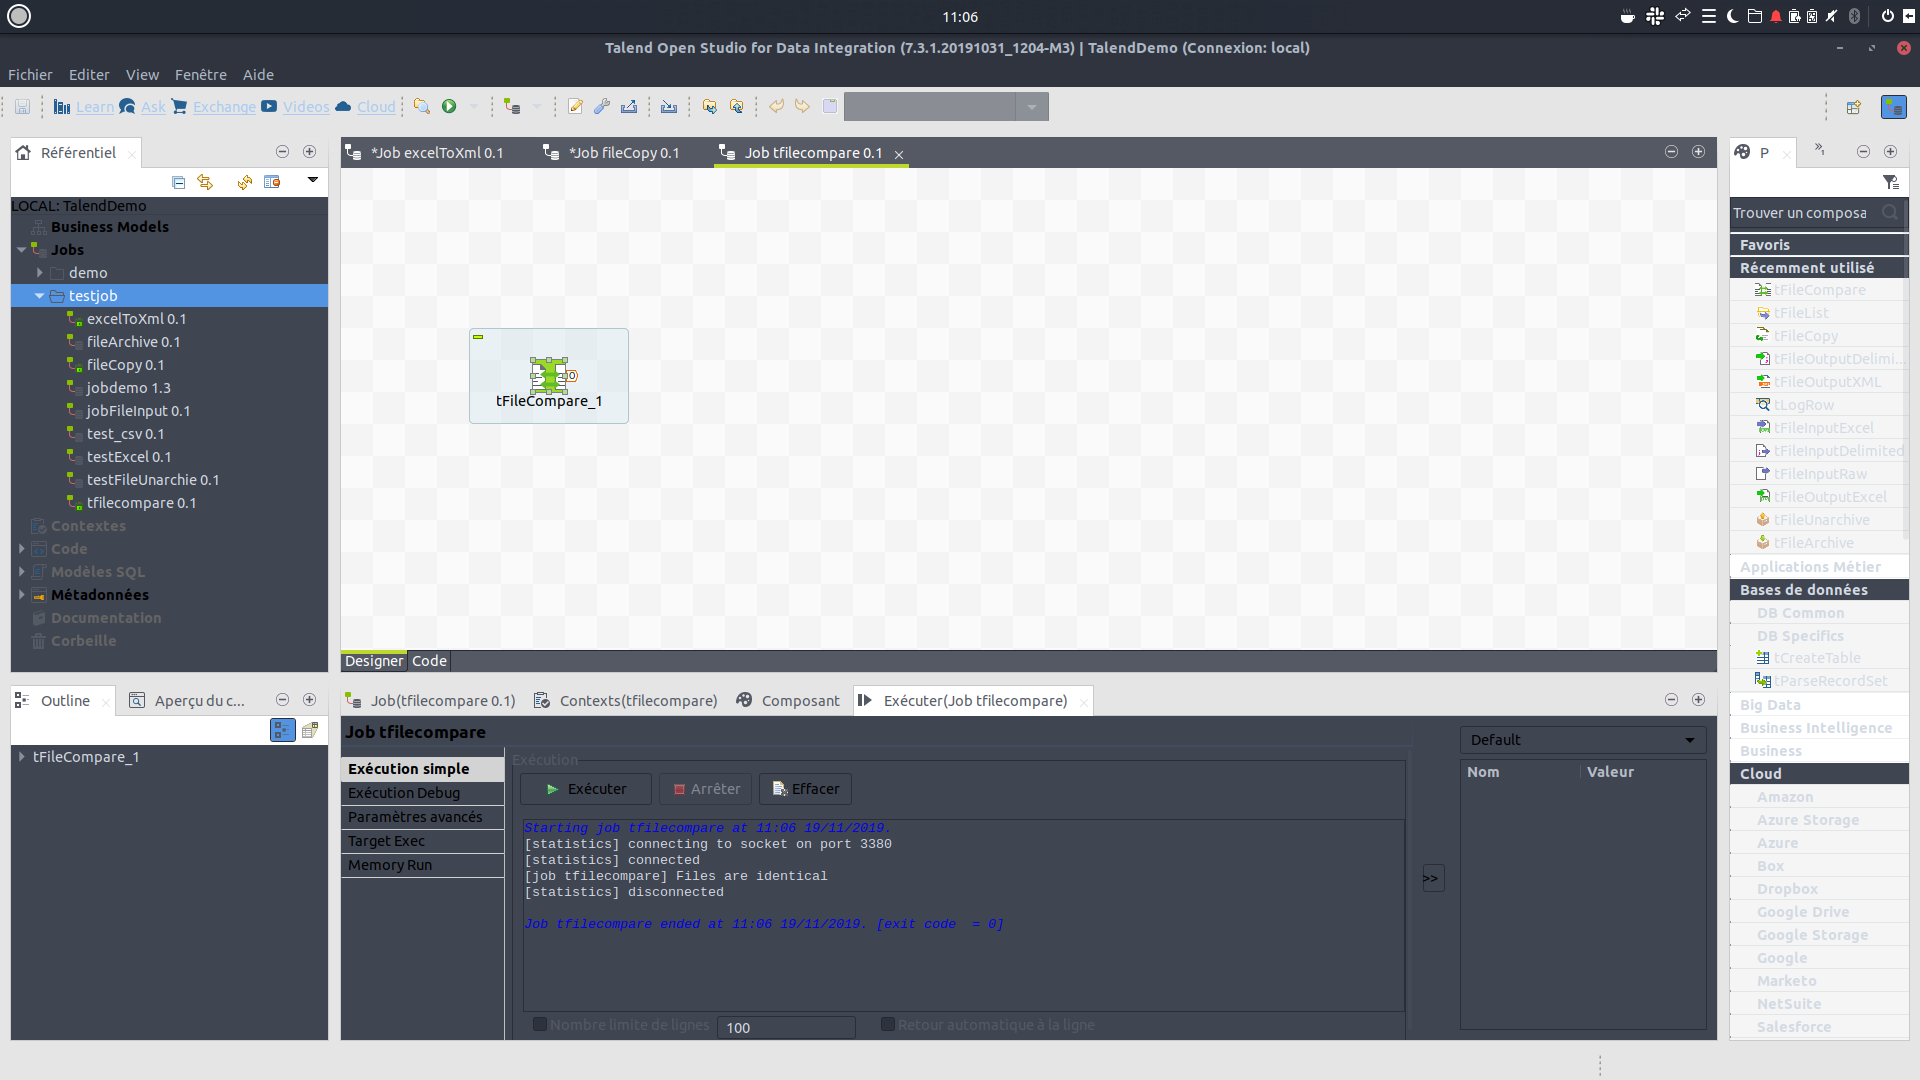 11:06
Talend Open Studio for Data Integration (7.3.1.20191031_1204-M3) | TalendDemo (Connexion: local)
Fichier Editer View Fenêtre Aide
Learn Ask Exchange Videos Cloud
Référentiel
LOCAL: TalendDemo
Business Models
Jobs
demo
testjob
excelToXml 0.1
fileArchive 0.1
fileCopy 0.1
jobdemo 1.3
jobFileInput 0.1
test_csv 0.1
testExcel 0.1
testFileUnarchie 0.1
tfilecompare 0.1
Contextes
Code
Modèles SQL
Métadonnées
Documentation
Corbeille
*Job excelToXml 0.1 *Job fileCopy 0.1 Job tfilecompare 0.1
tFileCompare_1
Designer Code
P
Trouver un composa
Favoris
Récemment utilisé
tFileCompare
tFileList
tFileCopy
tFileOutputDelimi...
tFileOutputXML
tLogRow
tFileInputExcel
tFileInputDelimited
tFileInputRaw
tFileOutputExcel
tFileUnarchive
tFileArchive
Applications Métier
Bases de données
DB Common
DB Specifics
tCreateTable
tParseRecordSet
Big Data
Business Intelligence
Business
Cloud
Amazon
Azure Storage
Azure
Box
Dropbox
Google Drive
Google Storage
Google
Marketo
NetSuite
Salesforce
Outline Aperçu du c...
tFileCompare_1
Job(tfilecompare 0.1) Contexts(tfilecompare) Composant Exécuter(Job tfilecompare)
Job tfilecompare
Exécution simple
Exécution Debug
Paramètres avancés
Target Exec
Memory Run
Exécution
Exécuter Arrêter Effacer
Starting job tfilecompare at 11:06 19/11/2019.
[statistics] connecting to socket on port 3380
[statistics] connected
[job tfilecompare] Files are identical
[statistics] disconnected
Job tfilecompare ended at 11:06 19/11/2019. [exit code  = 0]
Nombre limite de lignes 100 Retour automatique à la ligne
>>
Default
Nom Valeur